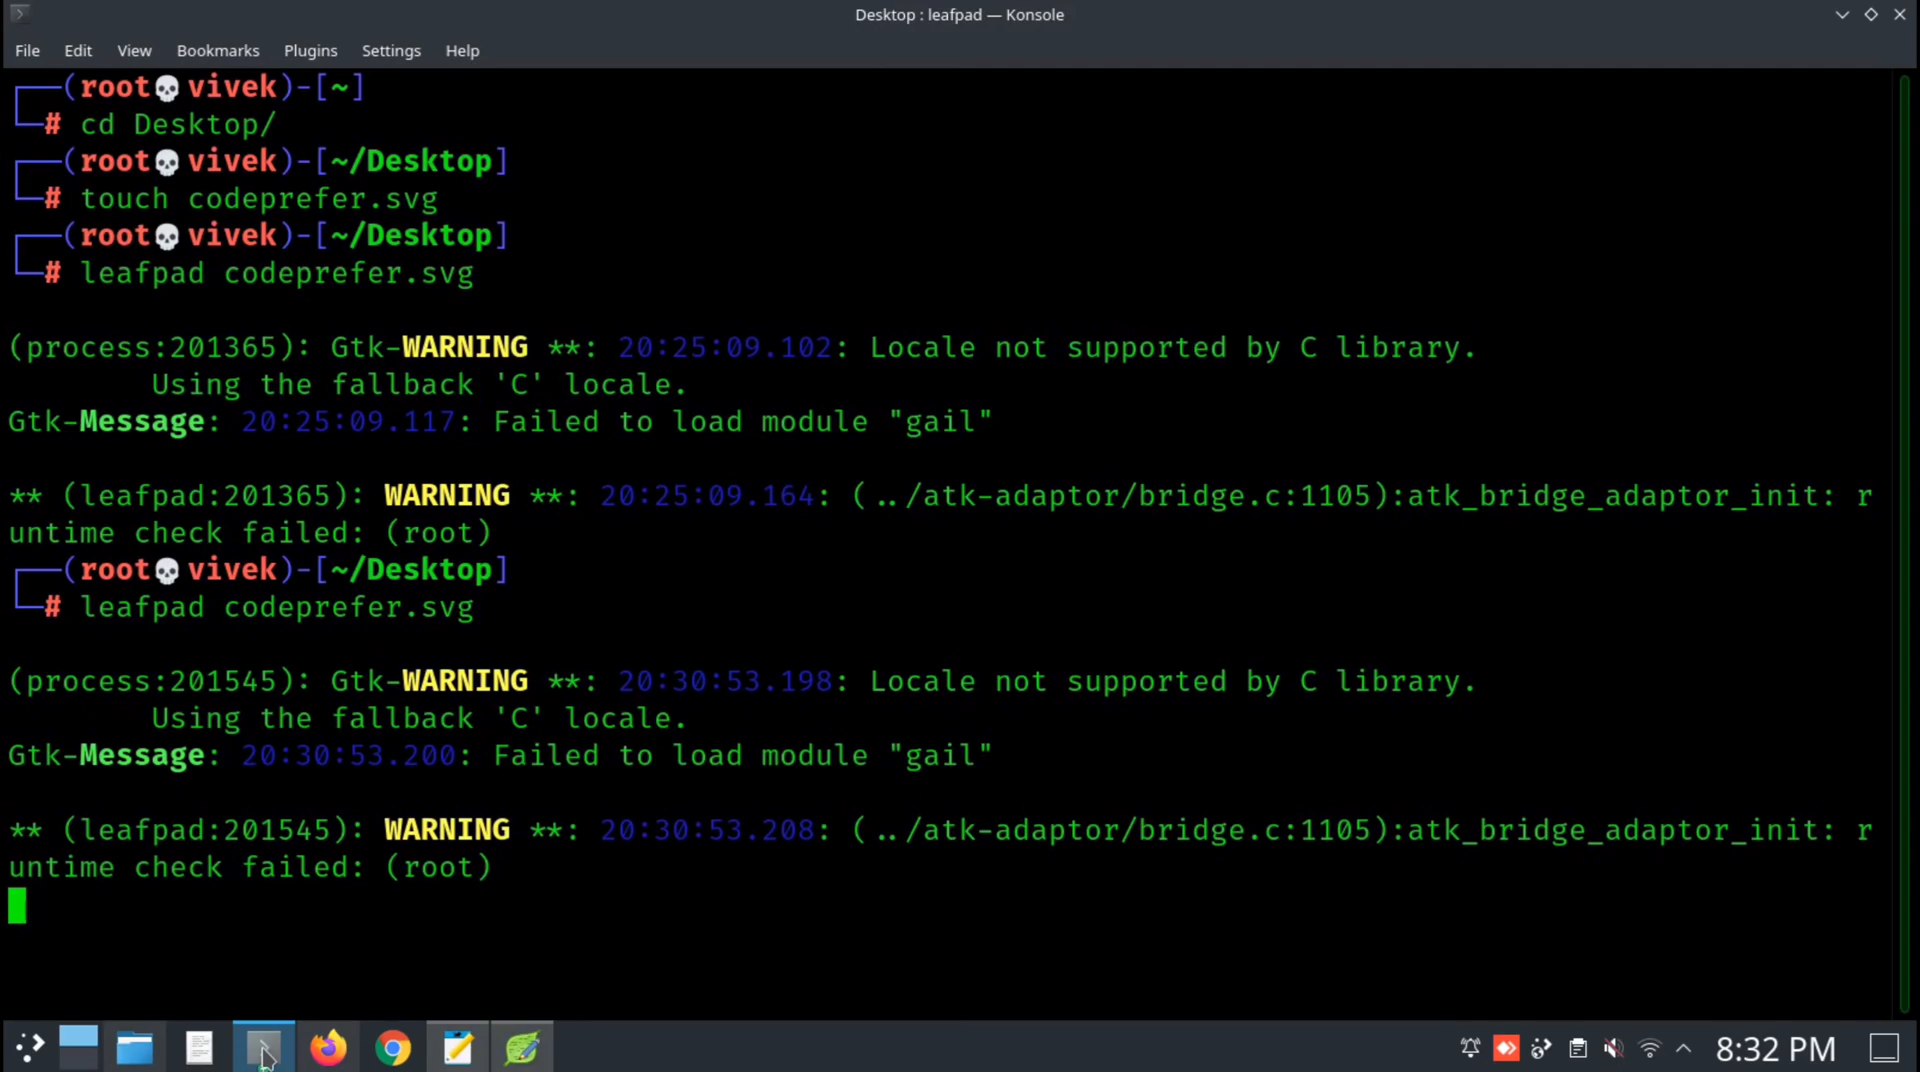 Desktop : leafpad — Konsole
File Edit View Bookmarks Plugins Settings Help
┌──(root💀vivek)-[~]
└─# cd Desktop/
┌──(root💀vivek)-[~/Desktop]
└─# touch codeprefer.svg
┌──(root💀vivek)-[~/Desktop]
└─# leafpad codeprefer.svg
(process:201365): Gtk-WARNING **: 20:25:09.102: Locale not supported by C library.
Using the fallback 'C' locale.
Gtk-Message: 20:25:09.117: Failed to load module "gail"
** (leafpad:201365): WARNING **: 20:25:09.164: (../atk-adaptor/bridge.c:1105):atk_bridge_adaptor_init: r
untime check failed: (root)
┌──(root💀vivek)-[~/Desktop]
└─# leafpad codeprefer.svg
(process:201545): Gtk-WARNING **: 20:30:53.198: Locale not supported by C library.
Using the fallback 'C' locale.
Gtk-Message: 20:30:53.200: Failed to load module "gail"
** (leafpad:201545): WARNING **: 20:30:53.208: (../atk-adaptor/bridge.c:1105):atk_bridge_adaptor_init: r
untime check failed: (root)
8:32 PM